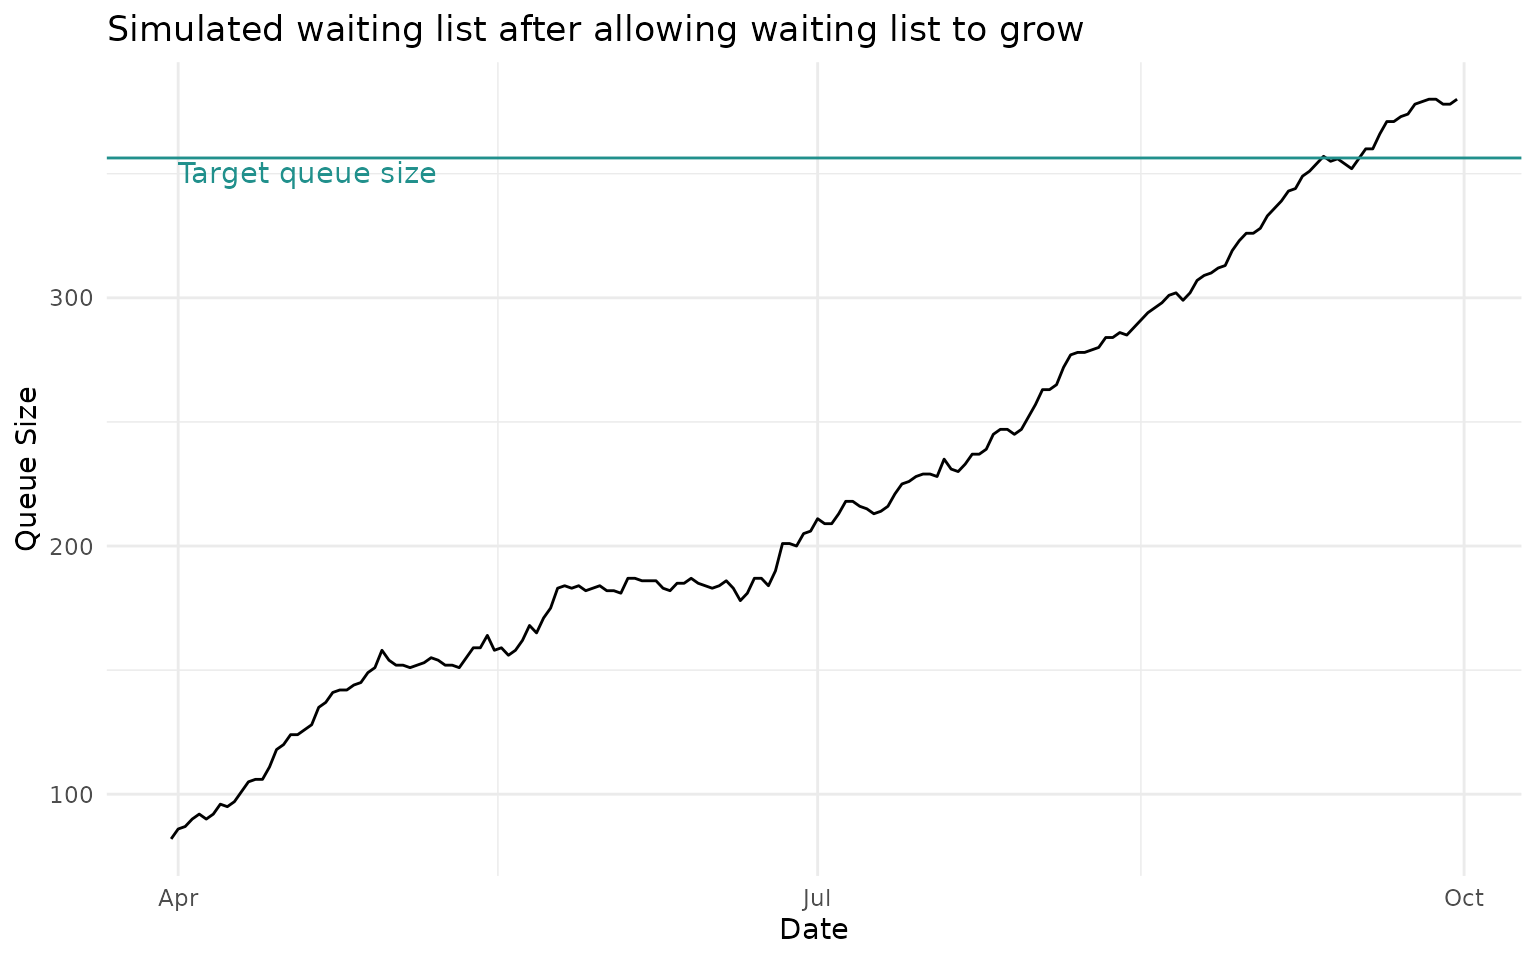 Simulated waiting list after allowing waiting list to grow
Target queue size
Queue Size
300
200
100
Apr
Jul
Oct
Date